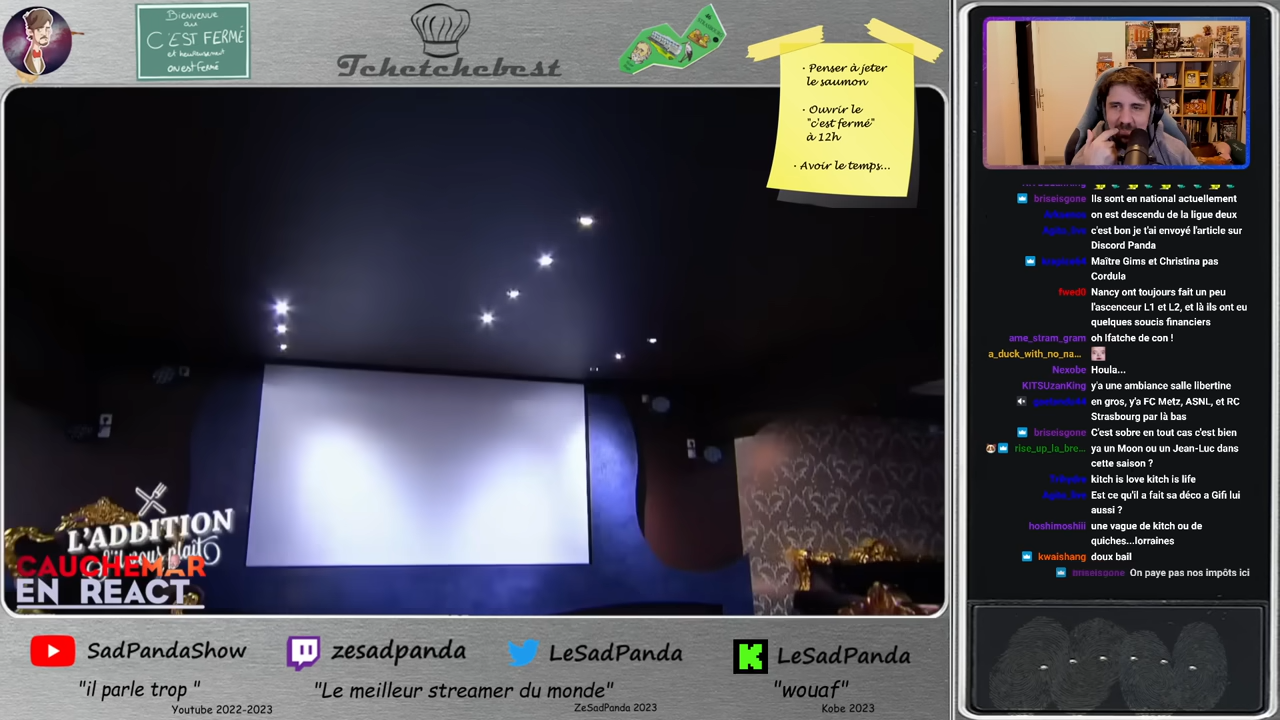 BIENVENUE
au
C'EST FERMÉ
et heureusement
on est fermé
Tchetchebest
· Penser à jeter
le saumon
· Ouvrir le
"c'est fermé"
à 12h
· Avoir le temps...
L'ADDITION
s'il vous plaît
CAUCHEMAR
EN REACT
SadPandaShow
zesadpanda
LeSadPanda
LeSadPanda
"il parle trop "
Youtube 2022-2023
"Le meilleur streamer du monde"
ZeSadPanda 2023
"wouaf"
Kobe 2023
briseisgone Ils sont en national actuellement
on est descendu de la ligue deux
c'est bon je t'ai envoyé l'article sur
Discord Panda
Maître Gims et Christina pas
Cordula
fwed0 Nancy ont toujours fait un peu
l'ascenceur L1 et L2, et là ils ont eu
quelques soucis financiers
ame_stram_gram oh lfatche de con !
a_duck_with_no_na...
Nexobe Houla...
KITSUzanKing y'a une ambiance salle libertine
en gros, y'a FC Metz, ASNL, et RC
Strasbourg par là bas
briseisgone C'est sobre en tout cas c'est bien
rise_up_la_bre... ya un Moon ou un Jean-Luc dans
cette saison ?
kitch is love kitch is life
Est ce qu'il a fait sa déco a Gifi lui
aussi ?
hoshimoshiii une vague de kitch ou de
quiches...lorraines
kwaishang doux bail
briseisgone On paye pas nos impôts ici